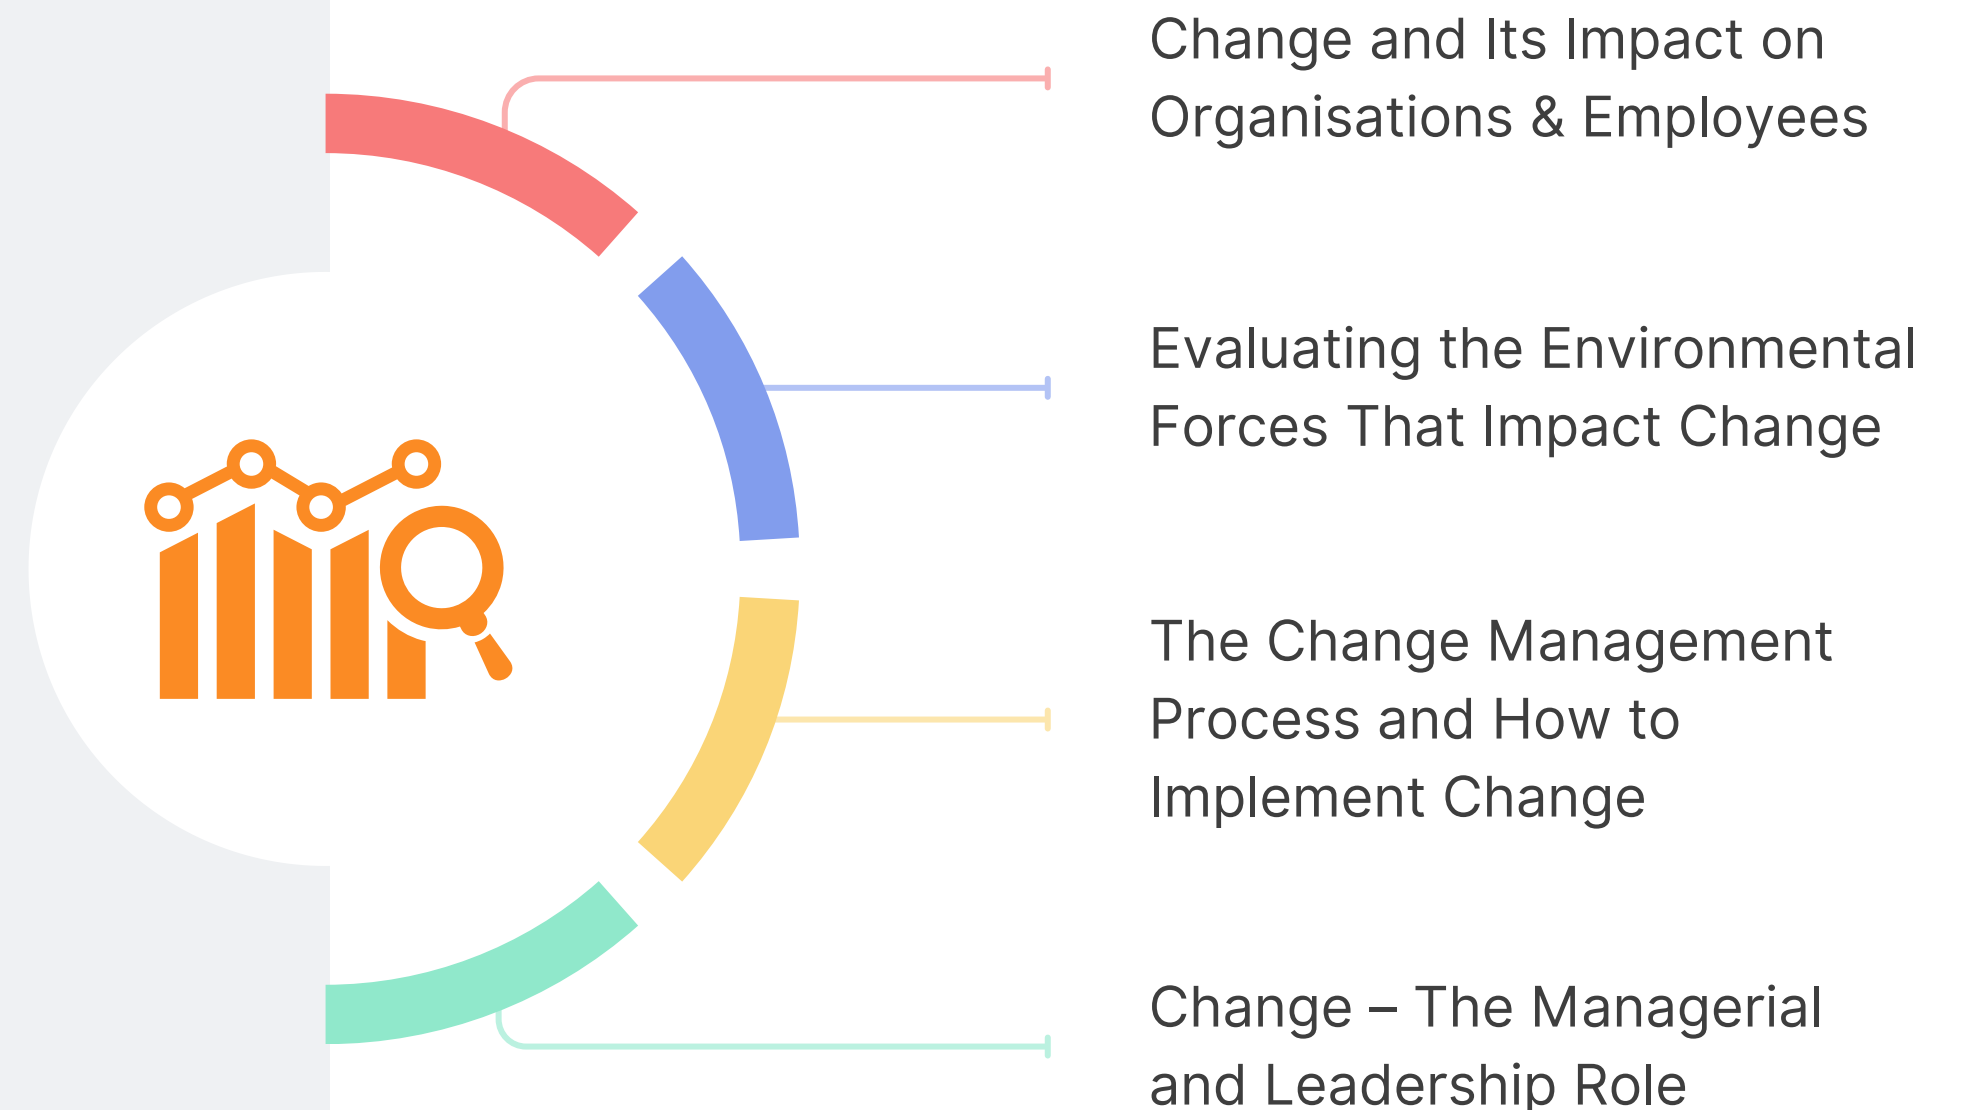 Change and Its Impact on
Organisations & Employees
Evaluating the Environmental
Forces That Impact Change
The Change Management
Process and How to
Implement Change
Change – The Managerial
and Leadership Role